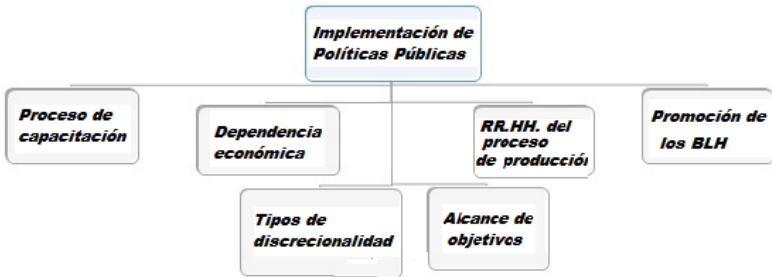 Implementación de
Políticas Públicas
Proceso de
capacitación
Dependencia
económica
RR.HH. del
proceso
de producción
Promoción de
los BLH
Tipos de
discrecionalidad
Alcance de
objetivos